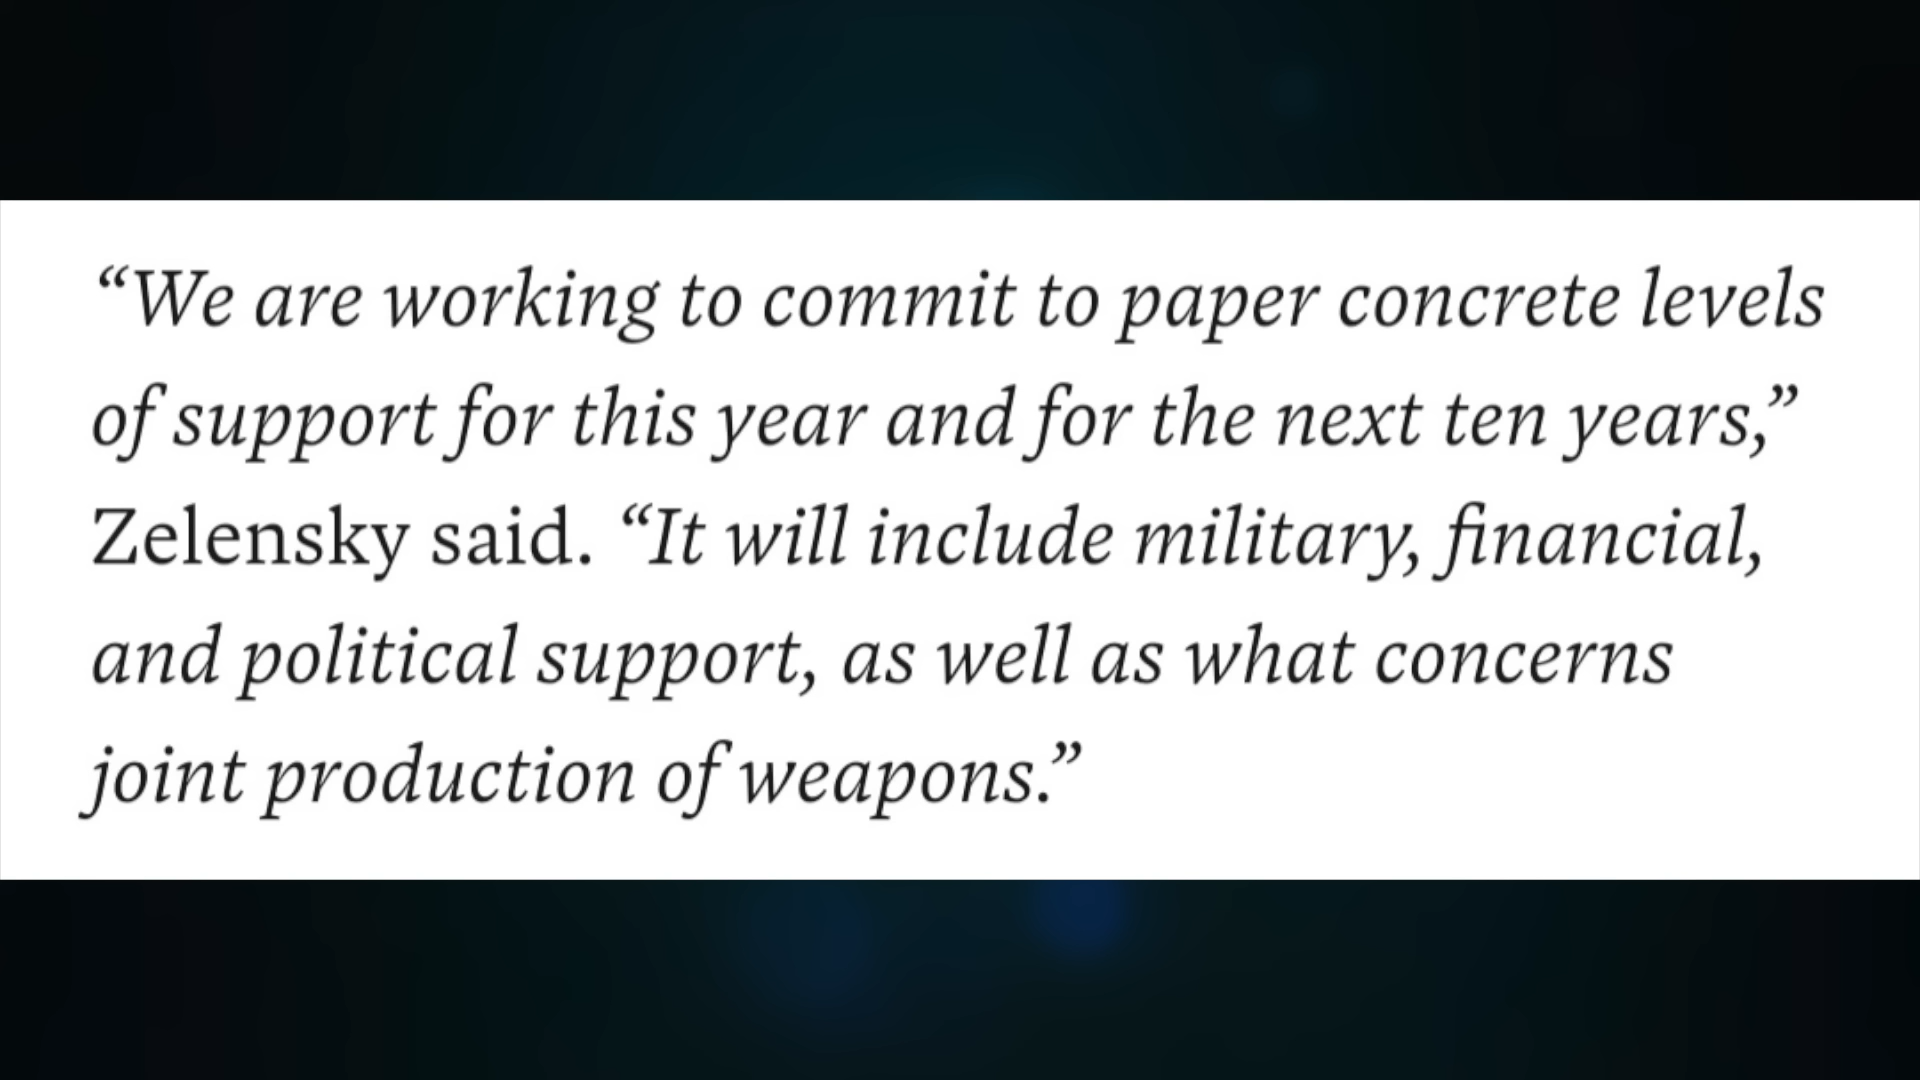 “We are working to commit to paper concrete levels
of support for this year and for the next ten years,”
Zelensky said. “It will include military, financial,
and political support, as well as what concerns
joint production of weapons.”